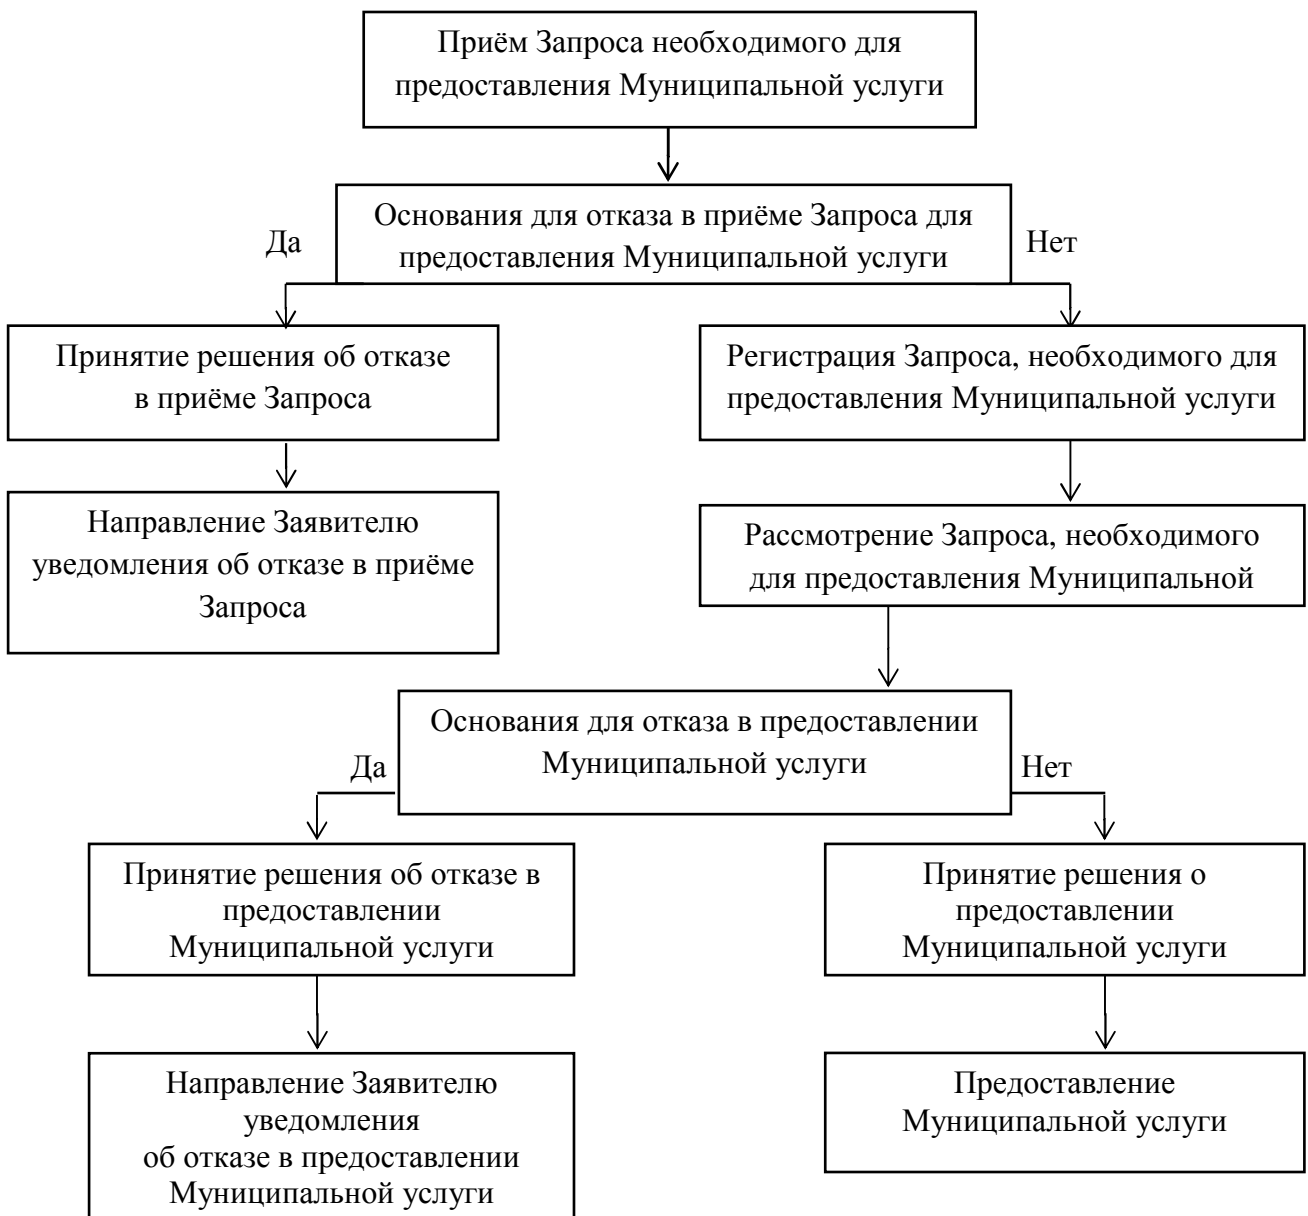 Приём Запроса необходимого для
предоставления Муниципальной услуги
Основания для отказа в приёме Запроса для
предоставления Муниципальной услуги
Да
Нет
Принятие решения об отказе
в приёме Запроса
Регистрация Запроса, необходимого для
предоставления Муниципальной услуги
Направление Заявителю
уведомления об отказе в приёме
Запроса
Рассмотрение Запроса, необходимого
для предоставления Муниципальной
Основания для отказа в предоставлении
Муниципальной услуги
Да
Нет
Принятие решения об отказе в
предоставлении
Муниципальной услуги
Принятие решения о
предоставлении
Муниципальной услуги
Направление Заявителю
уведомления
об отказе в предоставлении
Муниципальной услуги
Предоставление
Муниципальной услуги